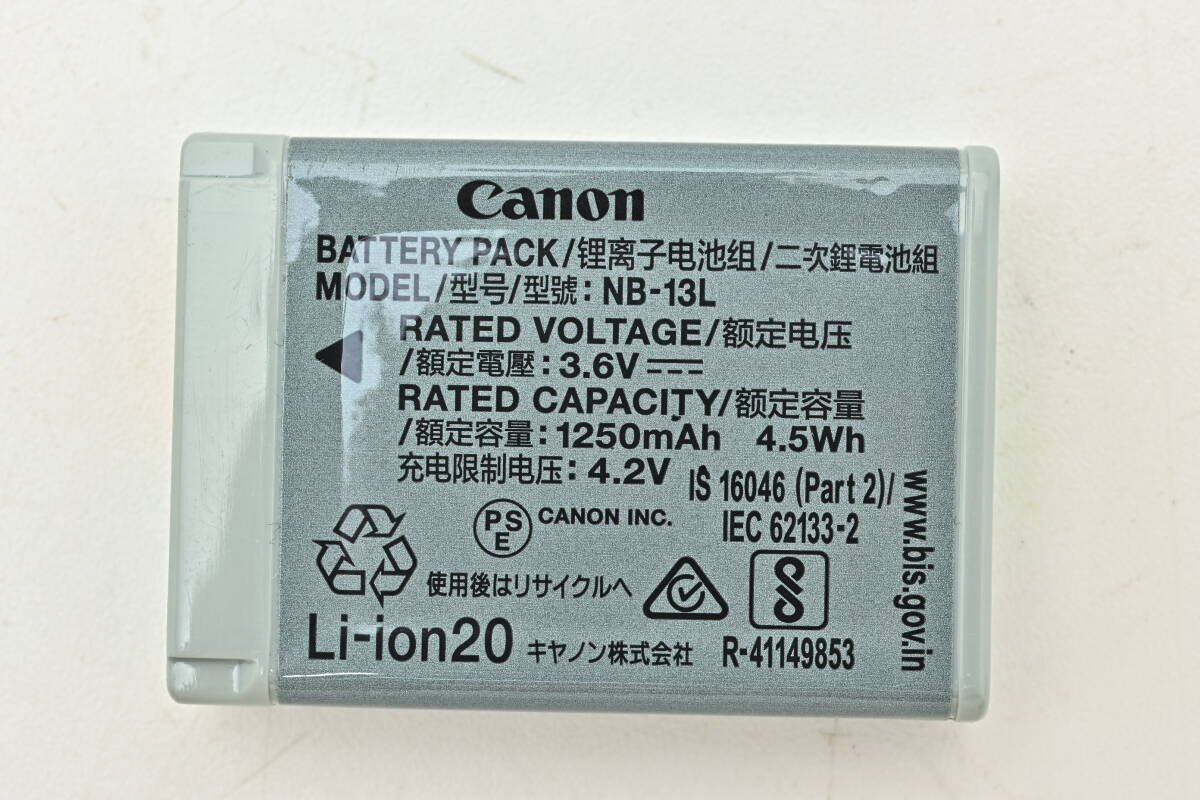 Canon
BATTERY PACK/锂离子电池组/二次鋰電池組
MODEL/型号/型號: NB-13L
RATED VOLTAGE/额定电压
/額定電壓: 3.6V
RATED CAPACITY/额定容量
/額定容量: 1250mAh 4.5Wh
充电限制电压: 4.2V
IS 16046 (Part 2)/
IEC 62133-2
www.bis.gov.in
PSE
CANON INC.
使用後はリサイクルへ
Li-ion20
キヤノン株式会社
R-41149853